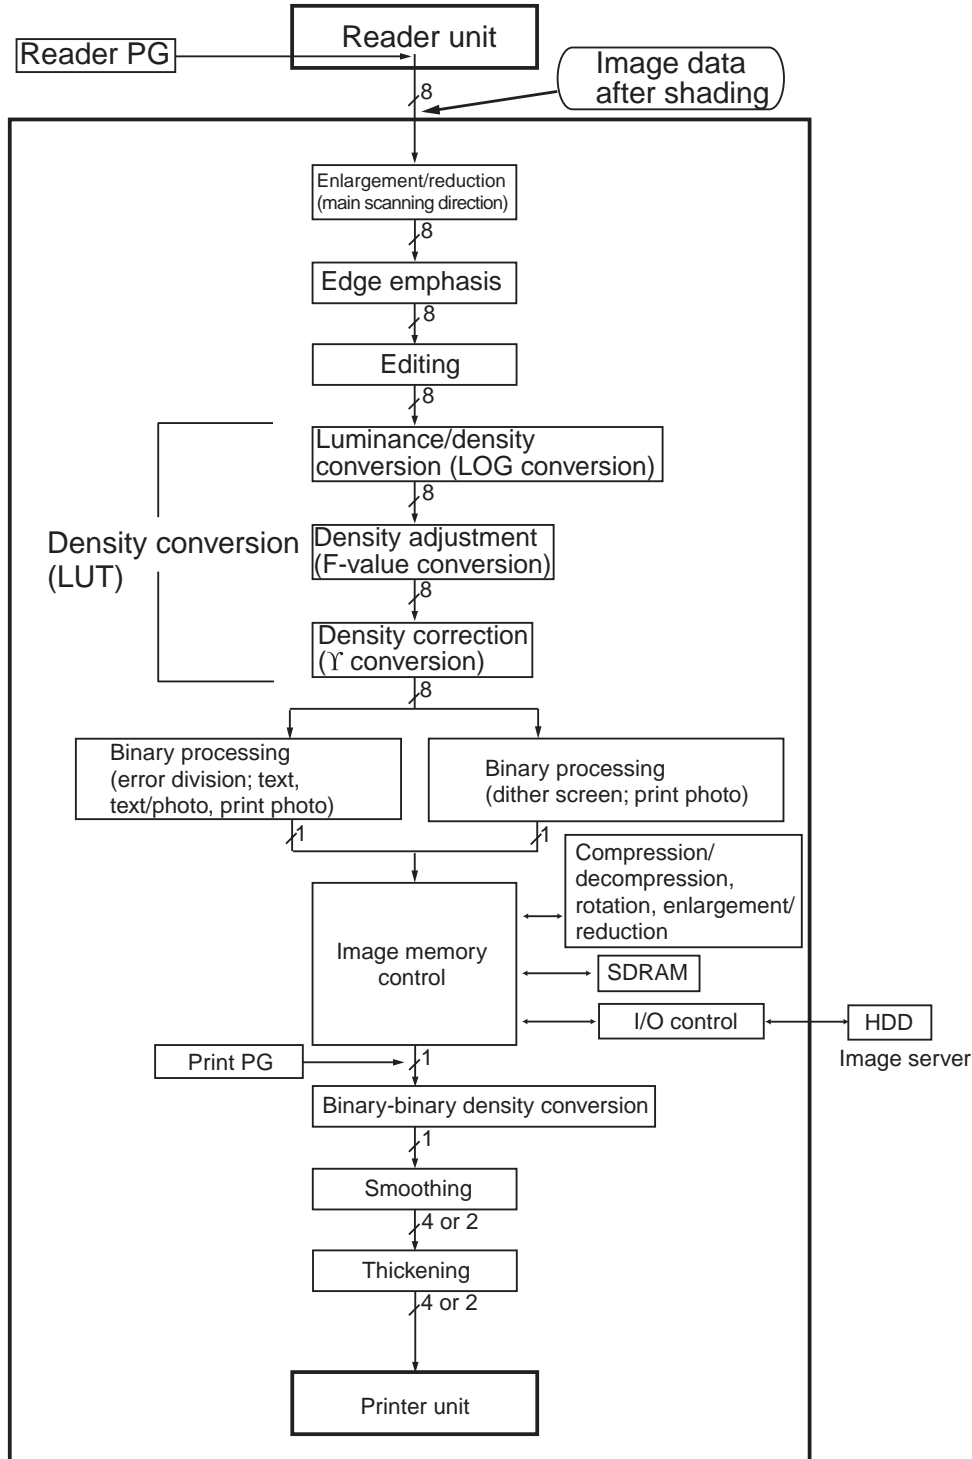 Reader unit
Reader PG
Image data
after shading
8
Enlargement/reduction
(main scanning direction)
8
Edge emphasis
8
Editing
8
Luminance/density
conversion (LOG conversion)
8
Density conversion
(LUT)
Density adjustment
(F-value conversion)
8
Density correction
(ϒ conversion)
8
Binary processing
(error division; text,
text/photo, print photo)
Binary processing
(dither screen; print photo)
1
1
Compression/
decompression,
rotation, enlargement/
reduction
Image memory
control
SDRAM
I/O control
HDD
Image server
Print PG
1
Binary-binary density conversion
1
Smoothing
4 or 2
Thickening
4 or 2
Printer unit